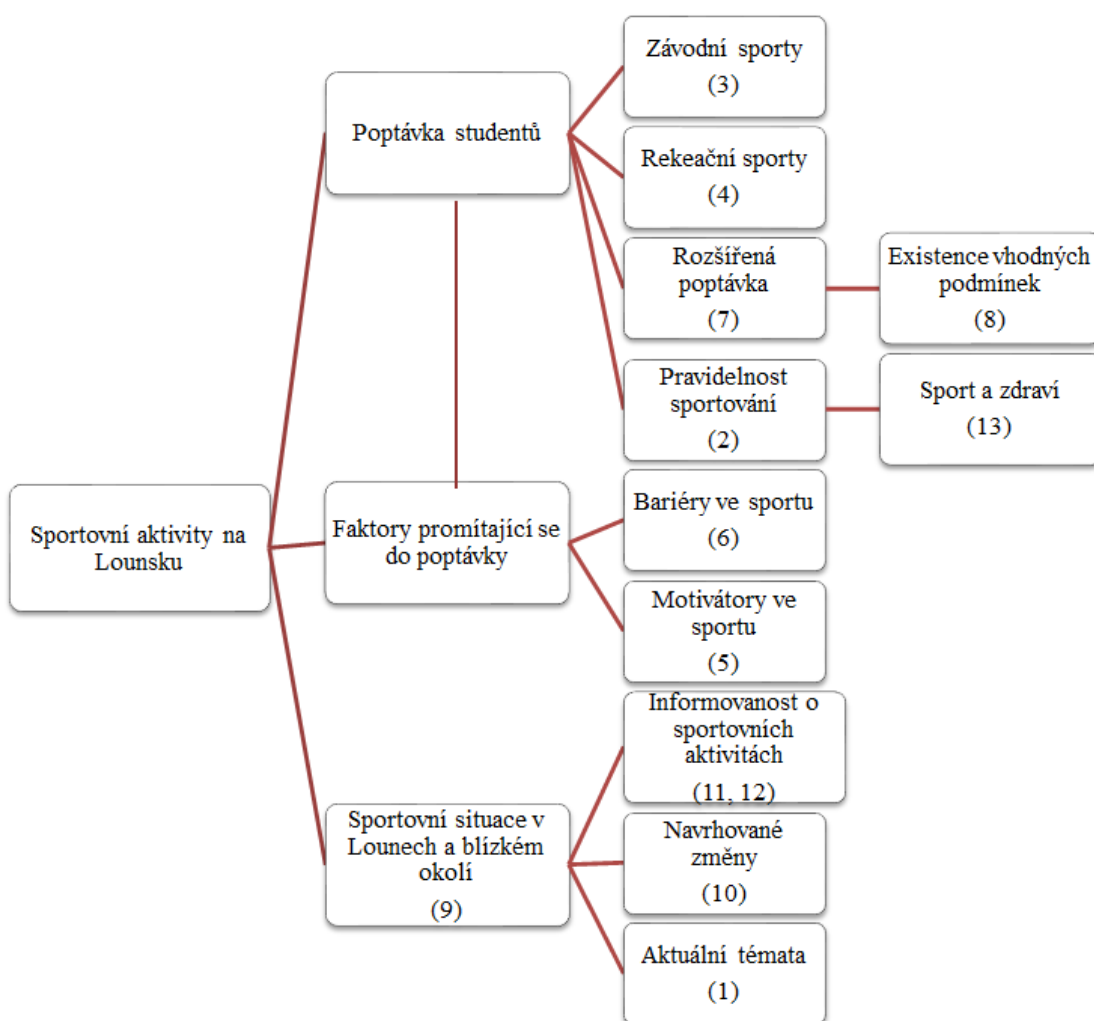 Závodní sporty
(3)
Poptávka studentů
Rekeační sporty
(4)
Rozšířená
poptávka
(7)
Existence vhodných
podmínek
(8)
Pravidelnost
sportování
(2)
Sport a zdraví
(13)
Sportovní aktivity na
Lounsku
Faktory promítající se
do poptávky
Bariéry ve sportu
(6)
Motivátory ve
sportu
(5)
Sportovní situace v
Lounech a blízkém
okolí
(9)
Informovanost o
sportovních
aktivitách
(11, 12)
Navrhované
změny
(10)
Aktuální témata
(1)